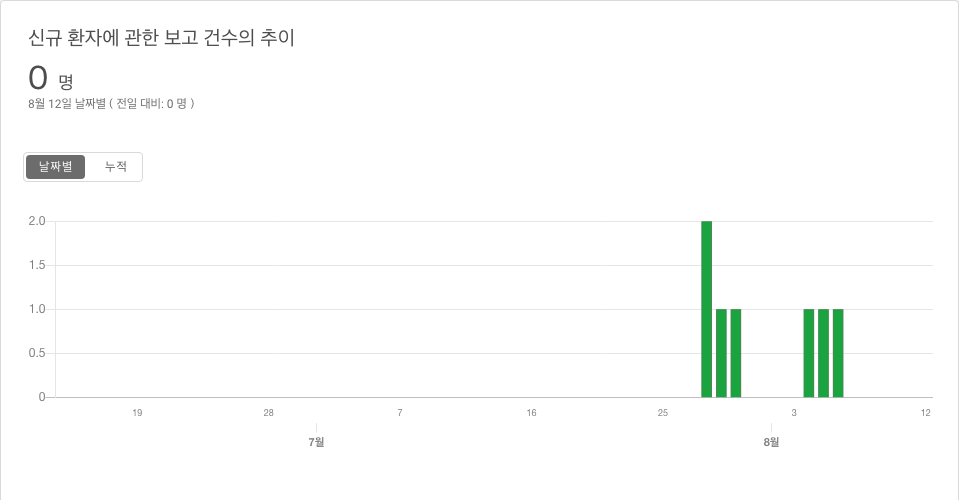 신규 환자에 관한 보고 건수의 추이
0 명
8월 12일 날짜별 ( 전일 대비: 0 명 )
날짜별 누적
2.0
1.5
1.0
0.5
0
19 28 7 16 25 3 12
7월 8월